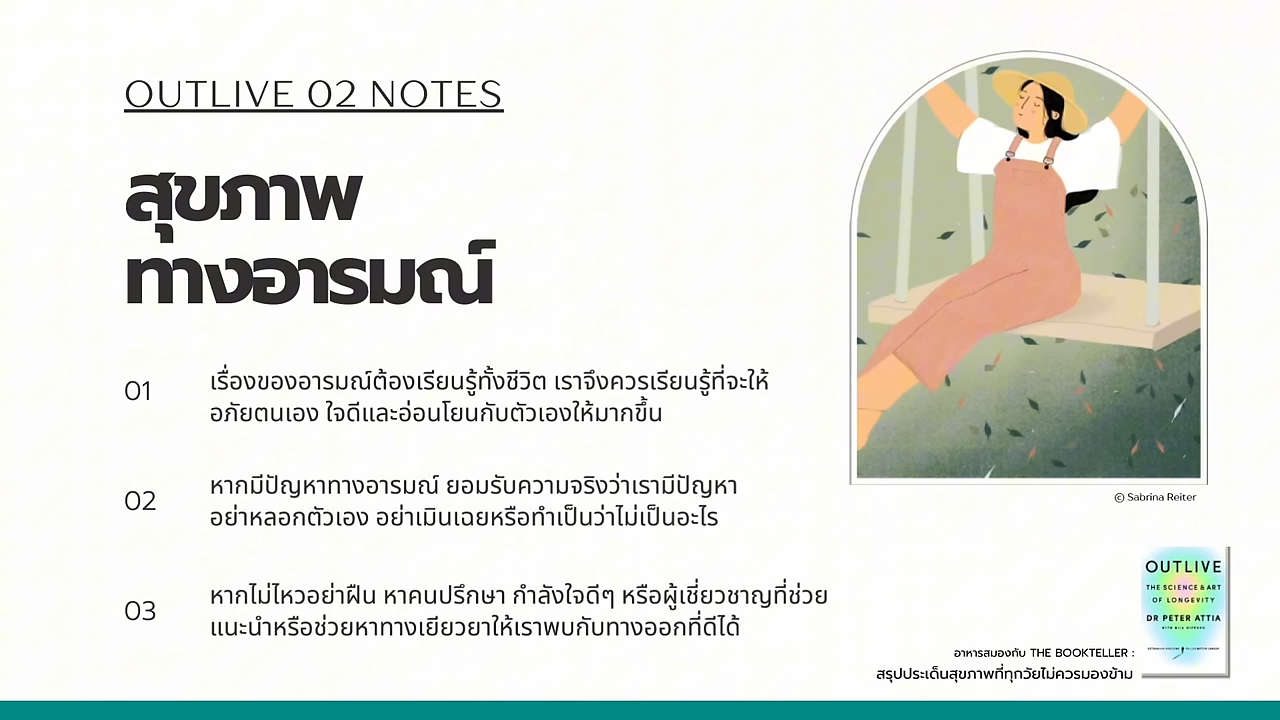 OUTLIVE 02 NOTES
สุขภาพ
ทางอารมณ์
01
เรื่องของอารมณ์ต้องเรียนรู้ทั้งชีวิต เราจึงควรเรียนรู้ที่จะให้
อภัยตนเอง ใจดีและอ่อนโยนกับตัวเองให้มากขึ้น
02
หากมีปัญหาทางอารมณ์ ยอมรับความจริงว่าเรามีปัญหา
อย่าหลอกตัวเอง อย่าเมินเฉยหรือทำเป็นว่าไม่เป็นอะไร
03
หากไม่ไหวอย่าฝืน หาคนปรึกษา กำลังใจดีๆ หรือผู้เชี่ยวชาญที่ช่วย
แนะนำหรือช่วยหาทางเยียวยาให้เราพบกับทางออกที่ดีได้
© Sabrina Reiter
OUTLIVE
THE SCIENCE & ART
OF LONGEVITY
DR PETER ATTIA
อาหารสมองกับ THE BOOKTELLER :
สรุปประเด็นสุขภาพที่ทุกวัยไม่ควรมองข้าม